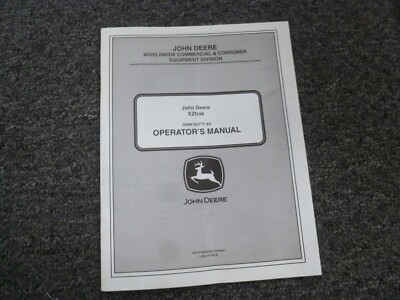 JOHN DEERE
WORLDWIDE COMMERCIAL & CONSUMER
EQUIPMENT DIVISION
John Deere
EZtrak
OPERATOR'S MANUAL
JOHN DEERE